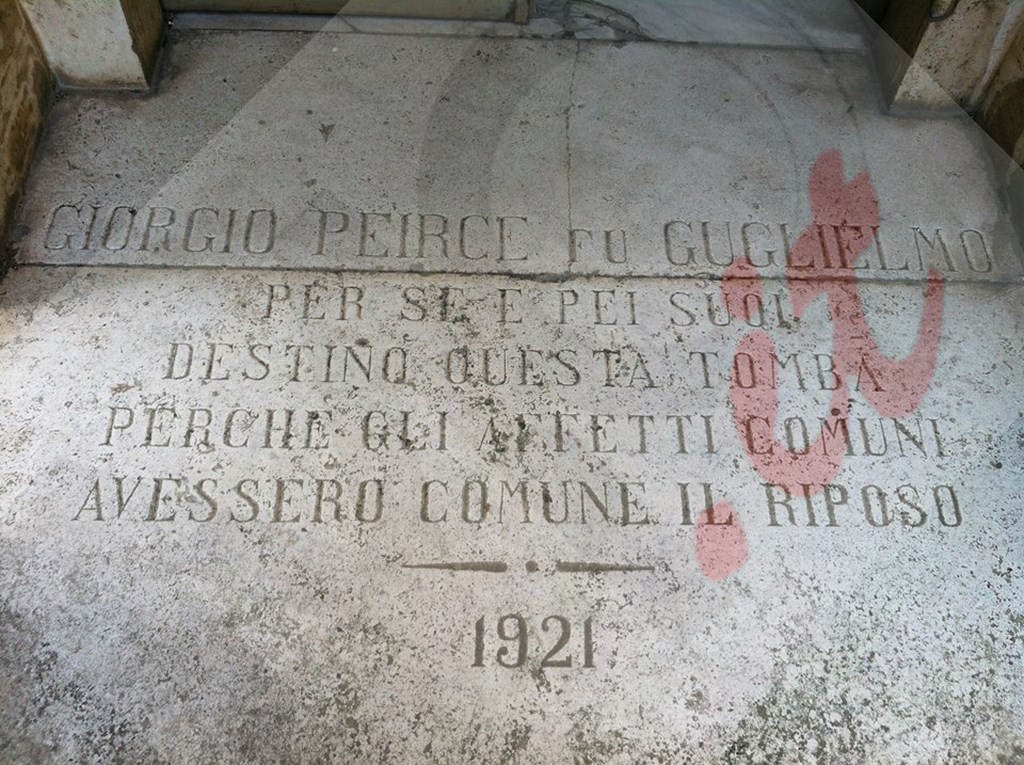 GIORGIO PEIRCE FU GUGLIELMO
PER SE E PEI SUOI
DESTINO QUESTA TOMBA
PERCHE GLI AFFETTI COMUNI
AVESSERO COMUNE IL RIPOSO
1921